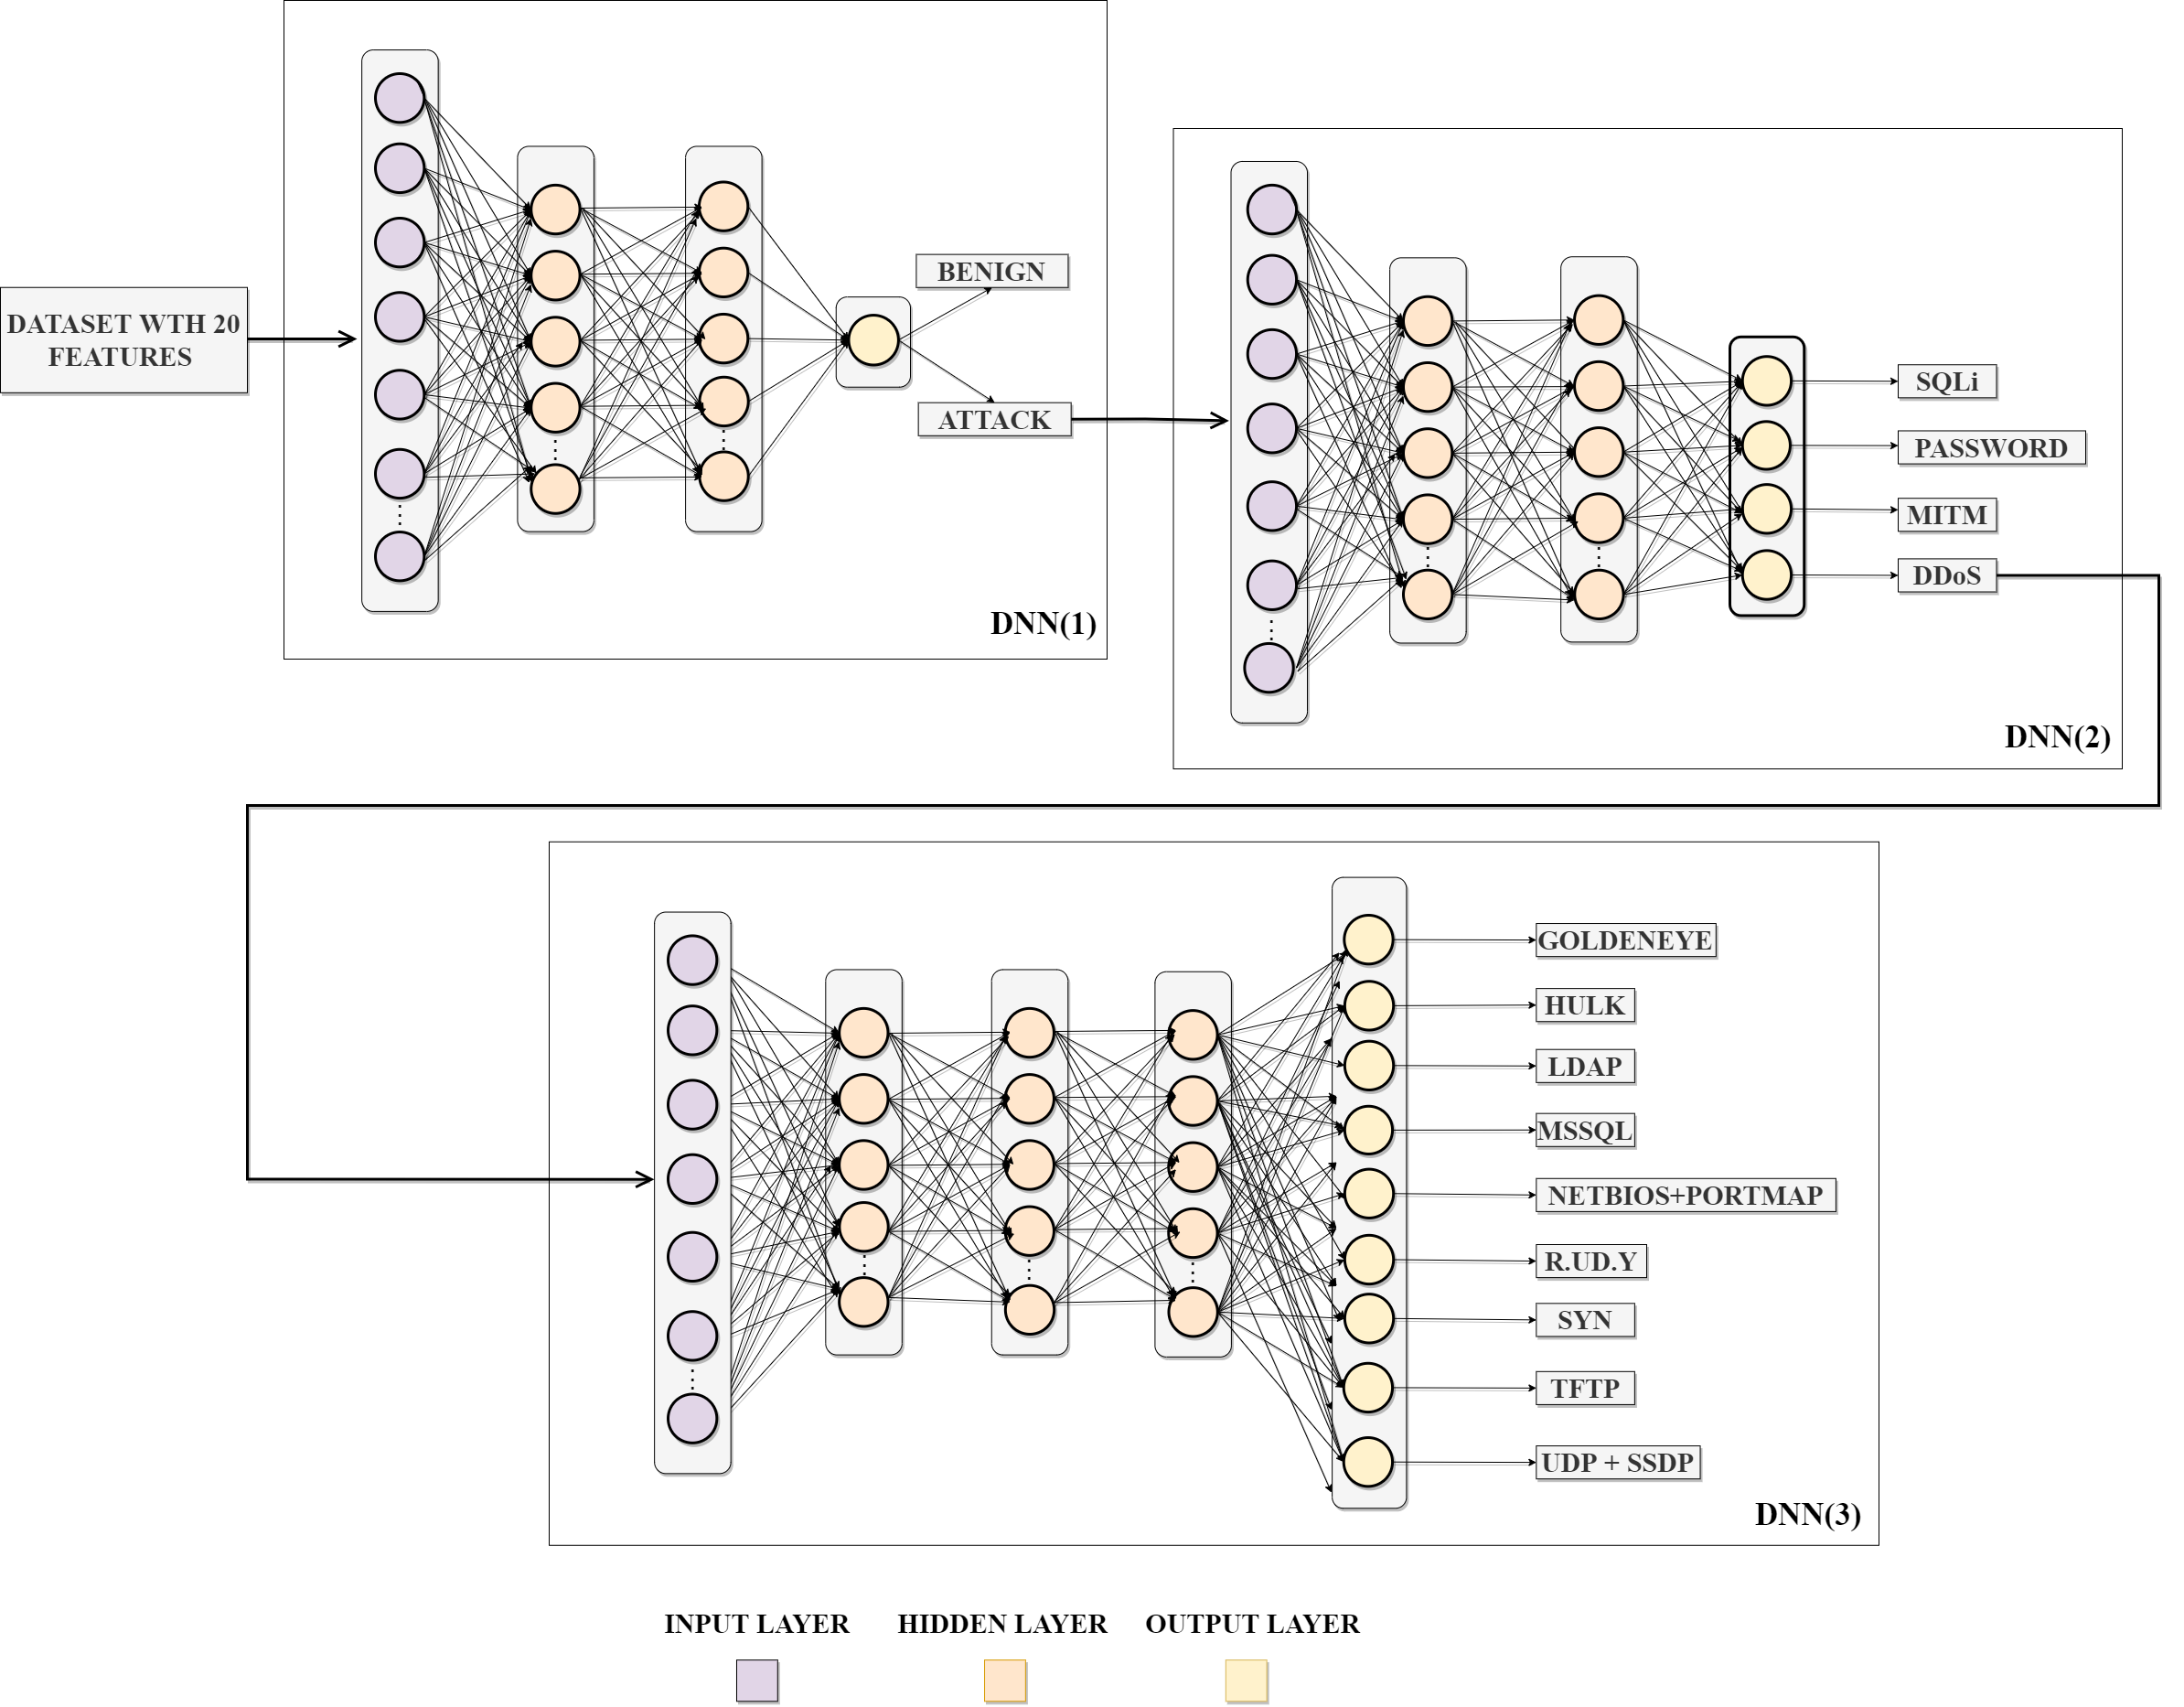 DATASET WTH 20
FEATURES
BENIGN
ATTACK
DNN(1)
SQLi
PASSWORD
MITM
DDoS
DNN(2)
GOLDENEYE
HULK
LDAP
MSSQL
NETBIOS+PORTMAP
R.UD.Y
SYN
TFTP
UDP + SSDP
DNN(3)
INPUT LAYER
HIDDEN LAYER
OUTPUT LAYER